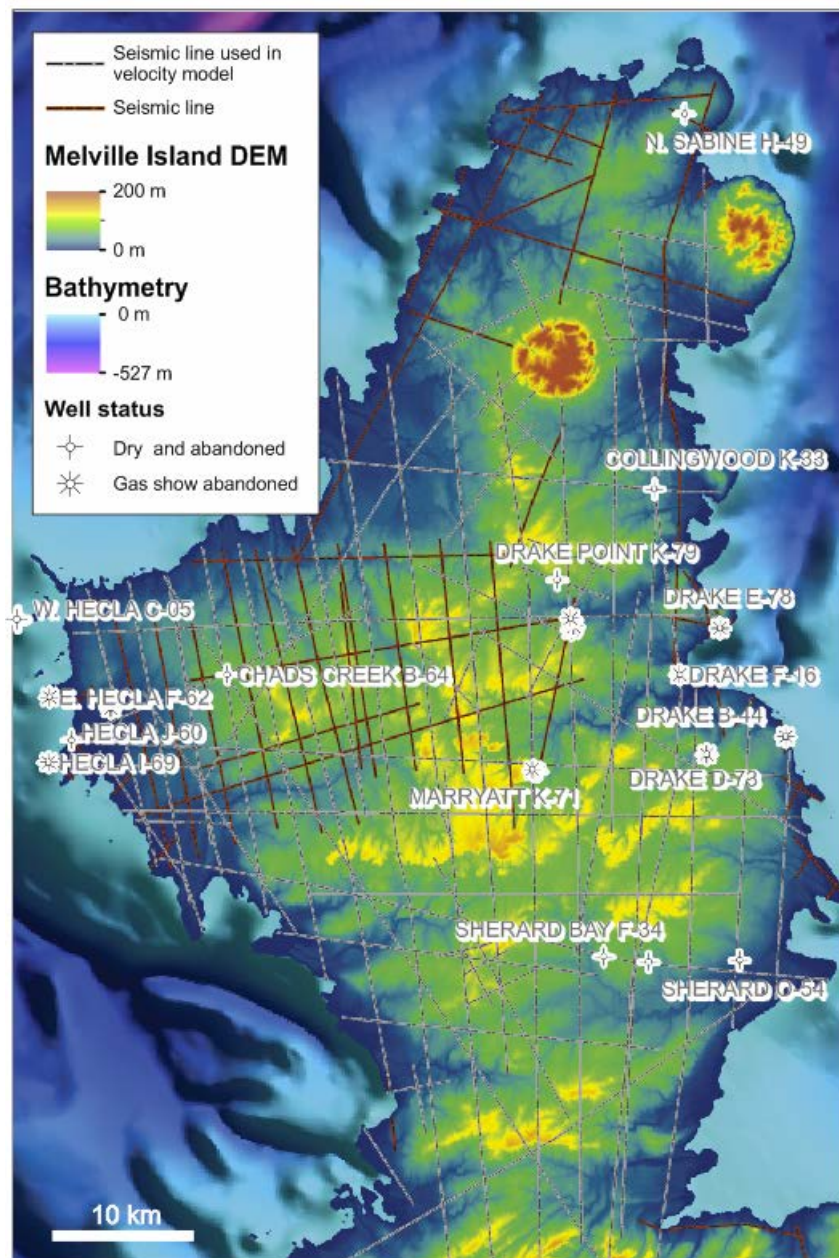 Seismic line used in
velocity model
Seismic line
Melville Island DEM
200 m
0 m
Bathymetry
0 m
-527 m
Well status
Dry and abandoned
Gas show abandoned
N. SABINE H-49
COLLINGWOOD K-33
DRAKE POINT K-79
DRAKE E-78
W. HECLA C-05
CHADS CREEK B-64
DRAKE F-16
E. HECLA F-62
DRAKE B-44
HECLA J-60
HECLA I-69
DRAKE D-73
MARRYATT K-71
SHERARD BAY F-34
SHERARD O-54
10 km